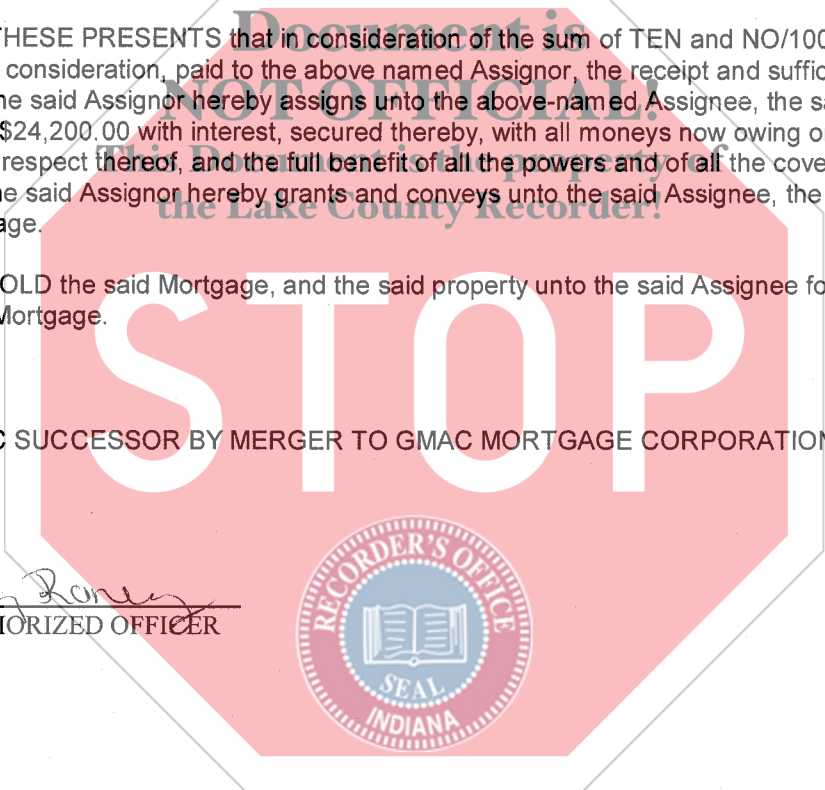 Document is
THESE PRESENTS that in consideration of the sum of TEN and NO/100
consideration, paid to the above named Assignor, the receipt and suffic
NOT OFFICIAL!
he said Assignor hereby assigns unto the above-named Assignee, the sa
$24,200.00 with interest, secured thereby, with all moneys now owing o
This Document is the property of
respect thereof, and the full benefit of all the powers and of all the cove
he said Assignor hereby grants and conveys unto the said Assignee, the
the Lake County Recorder!
age.
OLD the said Mortgage, and the said property unto the said Assignee fo
Mortgage.
STOP
C SUCCESSOR BY MERGER TO GMAC MORTGAGE CORPORATION
Raney
IORIZED OFFICER
RECORDER'S OFFICE
SEAL
INDIANA